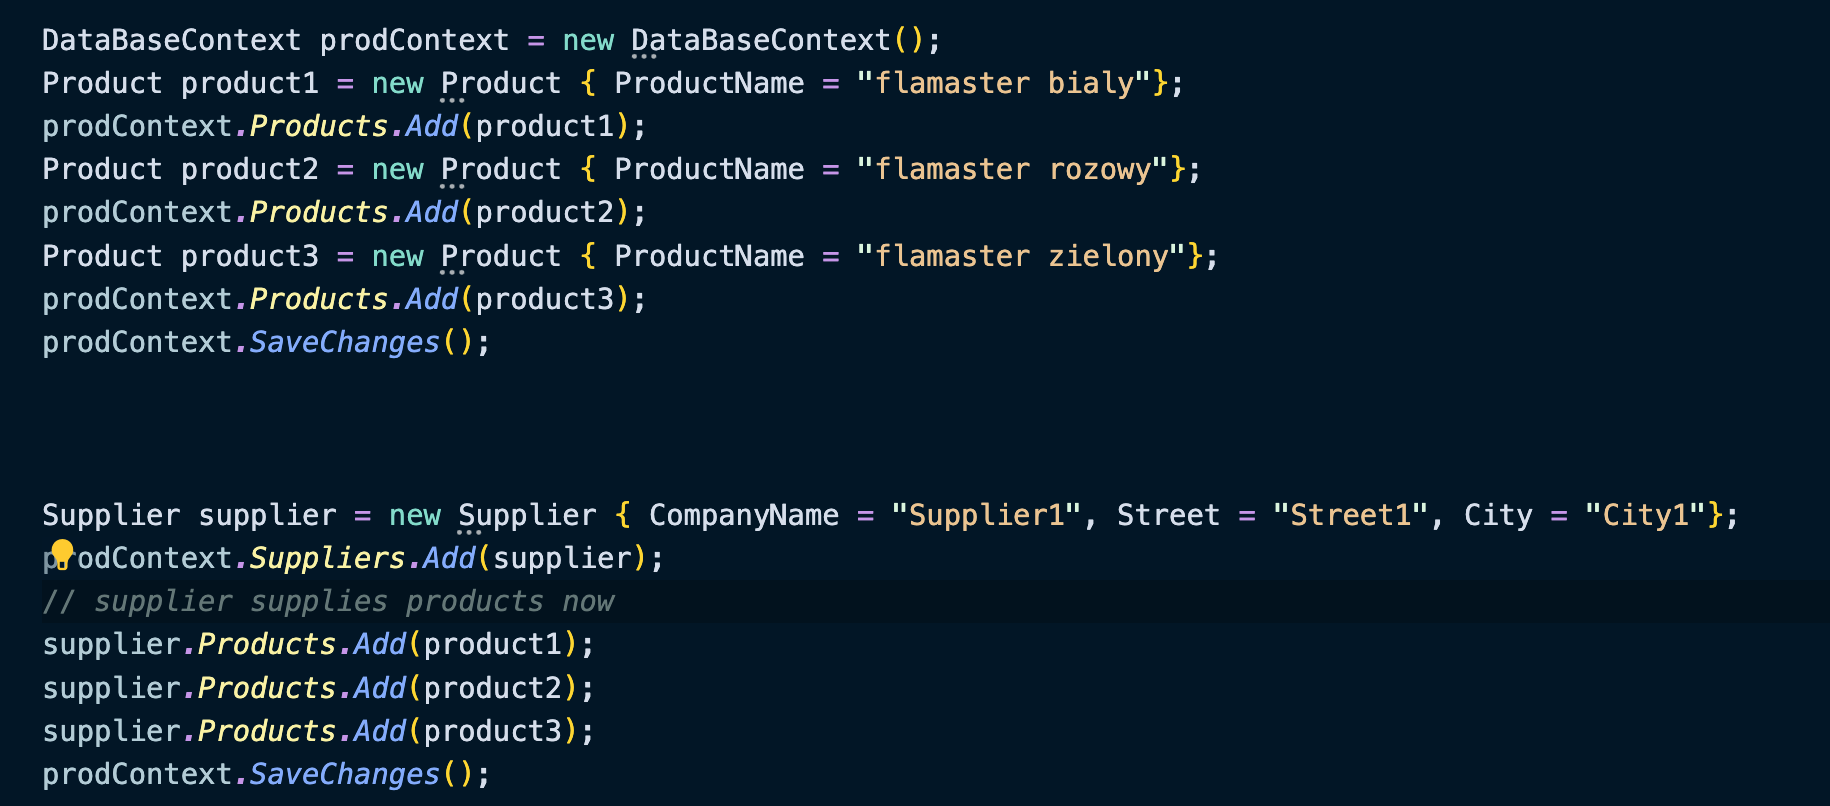 DataBaseContext prodContext = new DataBaseContext();
Product product1 = new Product { ProductName = "flamaster bialy"};
prodContext.Products.Add(product1);
Product product2 = new Product { ProductName = "flamaster rozowy"};
prodContext.Products.Add(product2);
Product product3 = new Product { ProductName = "flamaster zielony"};
prodContext.Products.Add(product3);
prodContext.SaveChanges();
Supplier supplier = new Supplier { CompanyName = "Supplier1", Street = "Street1", City = "City1"};
prodContext.Suppliers.Add(supplier);
// supplier supplies products now
supplier.Products.Add(product1);
supplier.Products.Add(product2);
supplier.Products.Add(product3);
prodContext.SaveChanges();